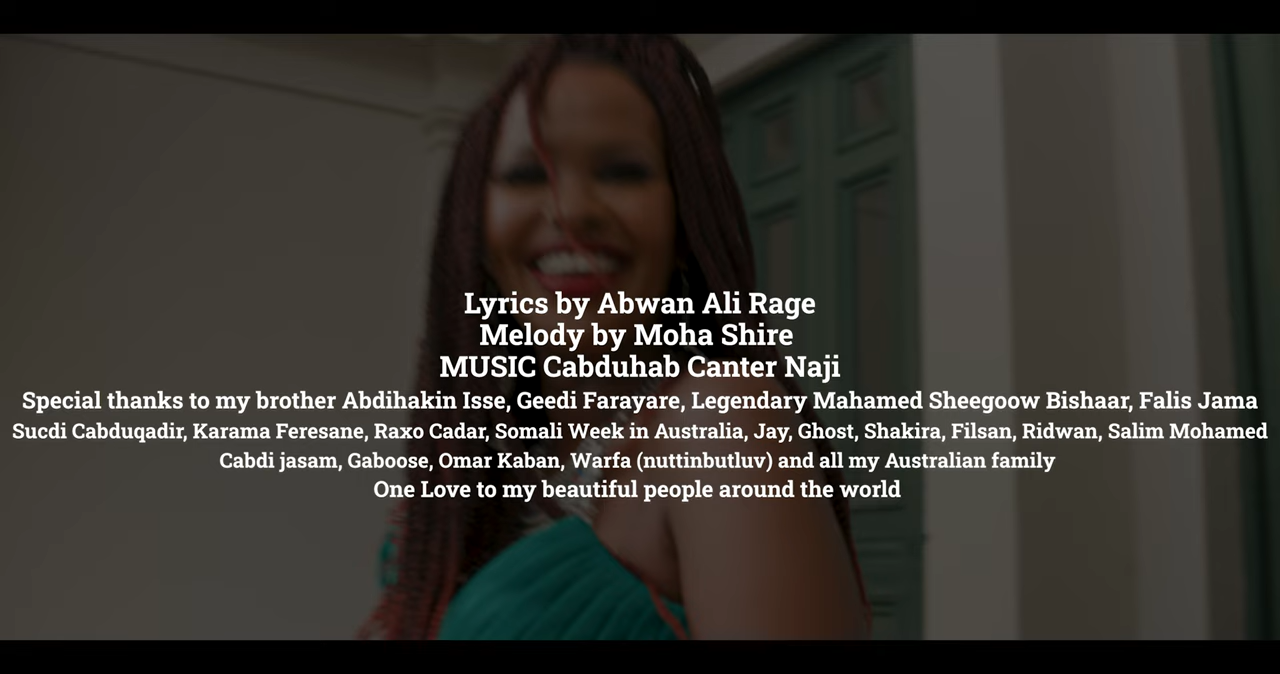 Lyrics by Abwan Ali Rage
Melody by Moha Shire
MUSIC Cabduhab Canter Naji
Special thanks to my brother Abdihakin Isse, Geedi Farayare, Legendary Mahamed Sheegoow Bishaar, Falis Jama
Sucdi Cabduqadir, Karama Feresane, Raxo Cadar, Somali Week in Australia, Jay, Ghost, Shakira, Filsan, Ridwan, Salim Mohamed
Cabdi jasam, Gaboose, Omar Kaban, Warfa (nuttinbutluv) and all my Australian family
One Love to my beautiful people around the world